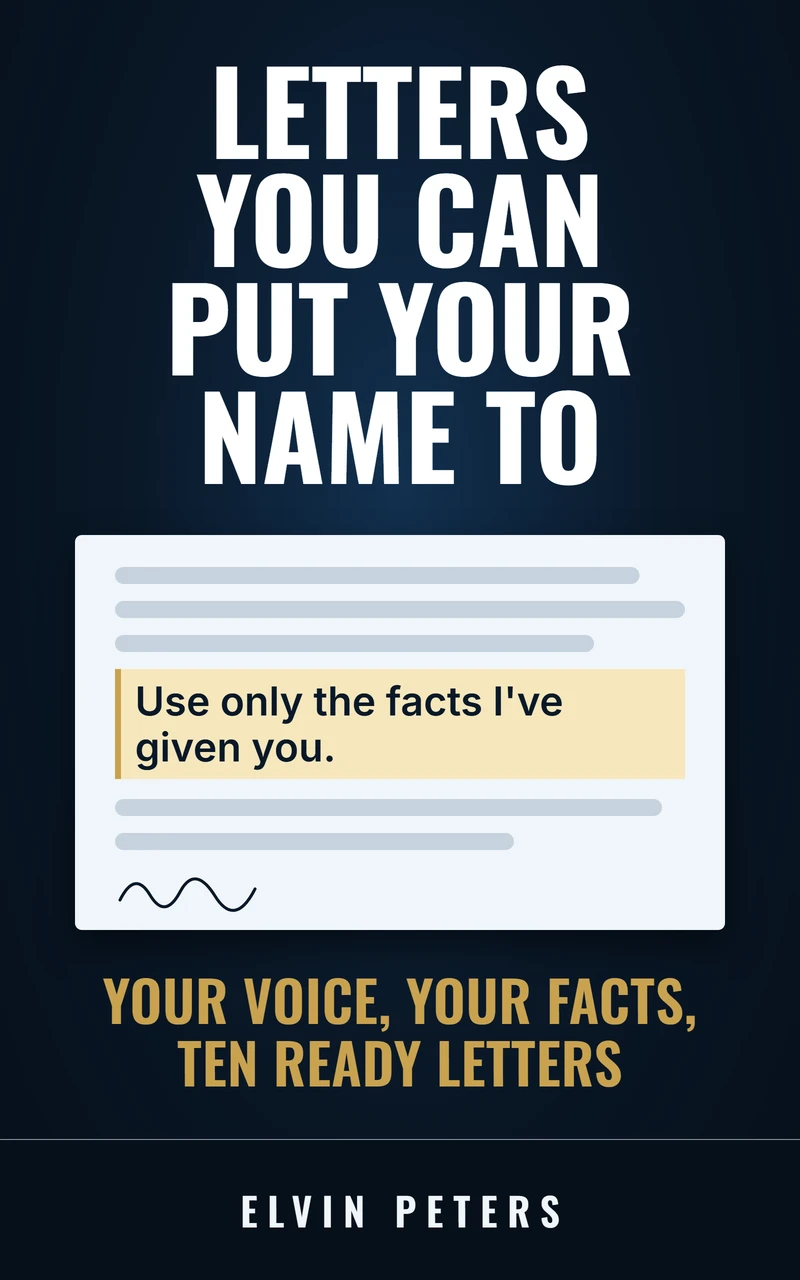 LETTERS
YOU CAN
PUT YOUR
NAME TO
Use only the facts I've
given you.
YOUR VOICE, YOUR FACTS,
TEN READY LETTERS
ELVIN PETERS